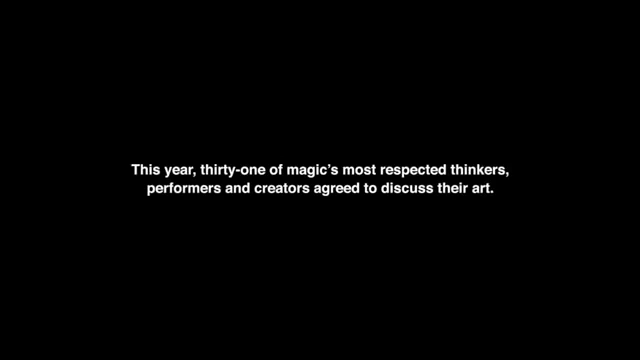 This year, thirty-one of magic’s most respected thinkers,
performers and creators agreed to discuss their art.